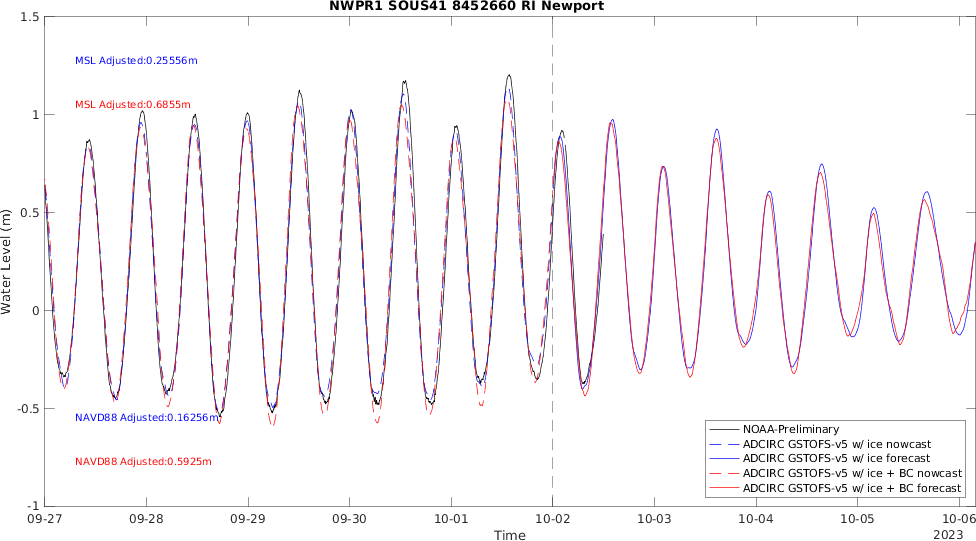 NWPR1 SOUS41 8452660 RI Newport
1.5
MSL Adjusted:0.25556m
MSL Adjusted:0.6855m
1
0.5
Water Level (m)
0
-0.5
NAVD88 Adjusted:0.16256m
NAVD88 Adjusted:0.5925m
-1
NOAA-Preliminary
ADCIRC GSTOFS-v5 w/ ice nowcast
ADCIRC GSTOFS-v5 w/ ice forecast
ADCIRC GSTOFS-v5 w/ ice + BC nowcast
ADCIRC GSTOFS-v5 w/ ice + BC forecast
09-27 09-28 09-29 09-30 10-01 10-02 10-03 10-04 10-05 10-06
Time
2023